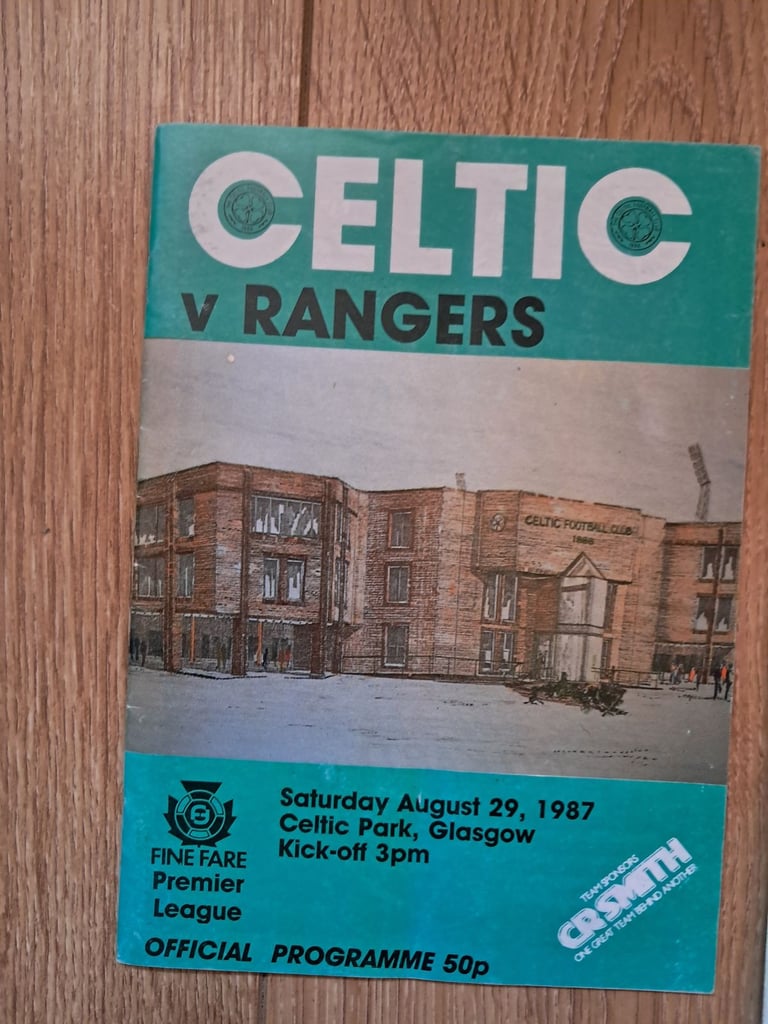 CELTIC
v RANGERS
CELTIC FOOTBALL CLUB
1888
Saturday August 29, 1987
Celtic Park, Glasgow
Kick-off 3pm
FINE FARE
Premier
League
TEAM SPONSORS
CR SMITH
ONE GREAT TEAM BEHIND ANOTHER
OFFICIAL PROGRAMME 50p